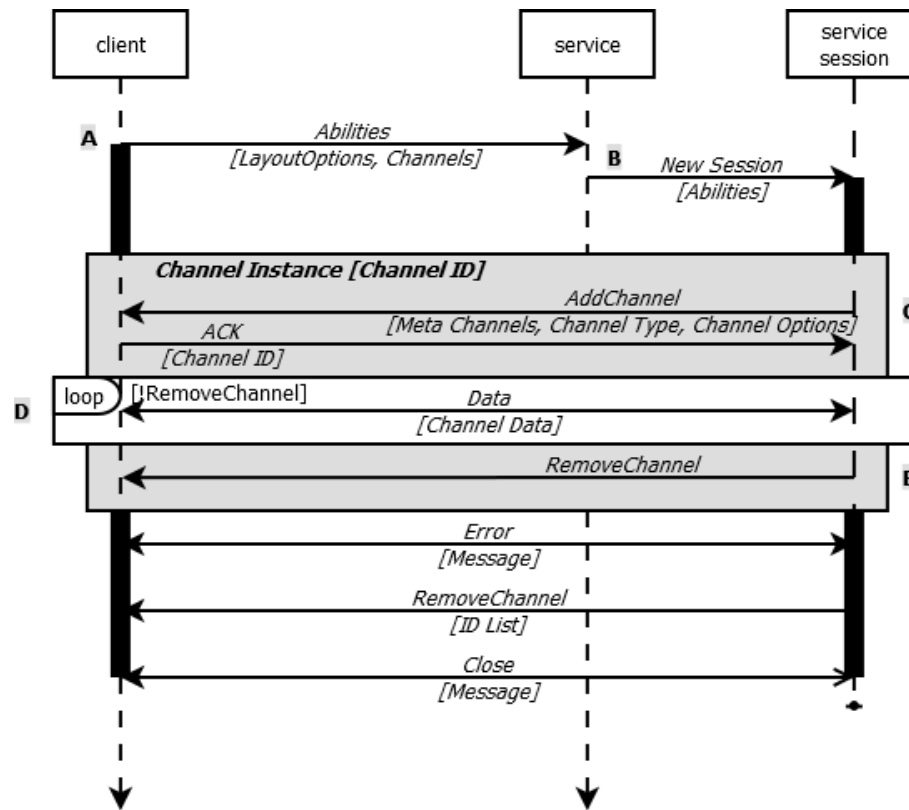 client
service
service
session
A
Abilities
[LayoutOptions, Channels]
B
New Session
[Abilities]
Channel Instance [Channel ID]
AddChannel
[Meta Channels, Channel Type, Channel Options]
ACK
[Channel ID]
loop
[!RemoveChannel]
D
Data
[Channel Data]
RemoveChannel
Error
[Message]
RemoveChannel
[ID List]
Close
[Message]